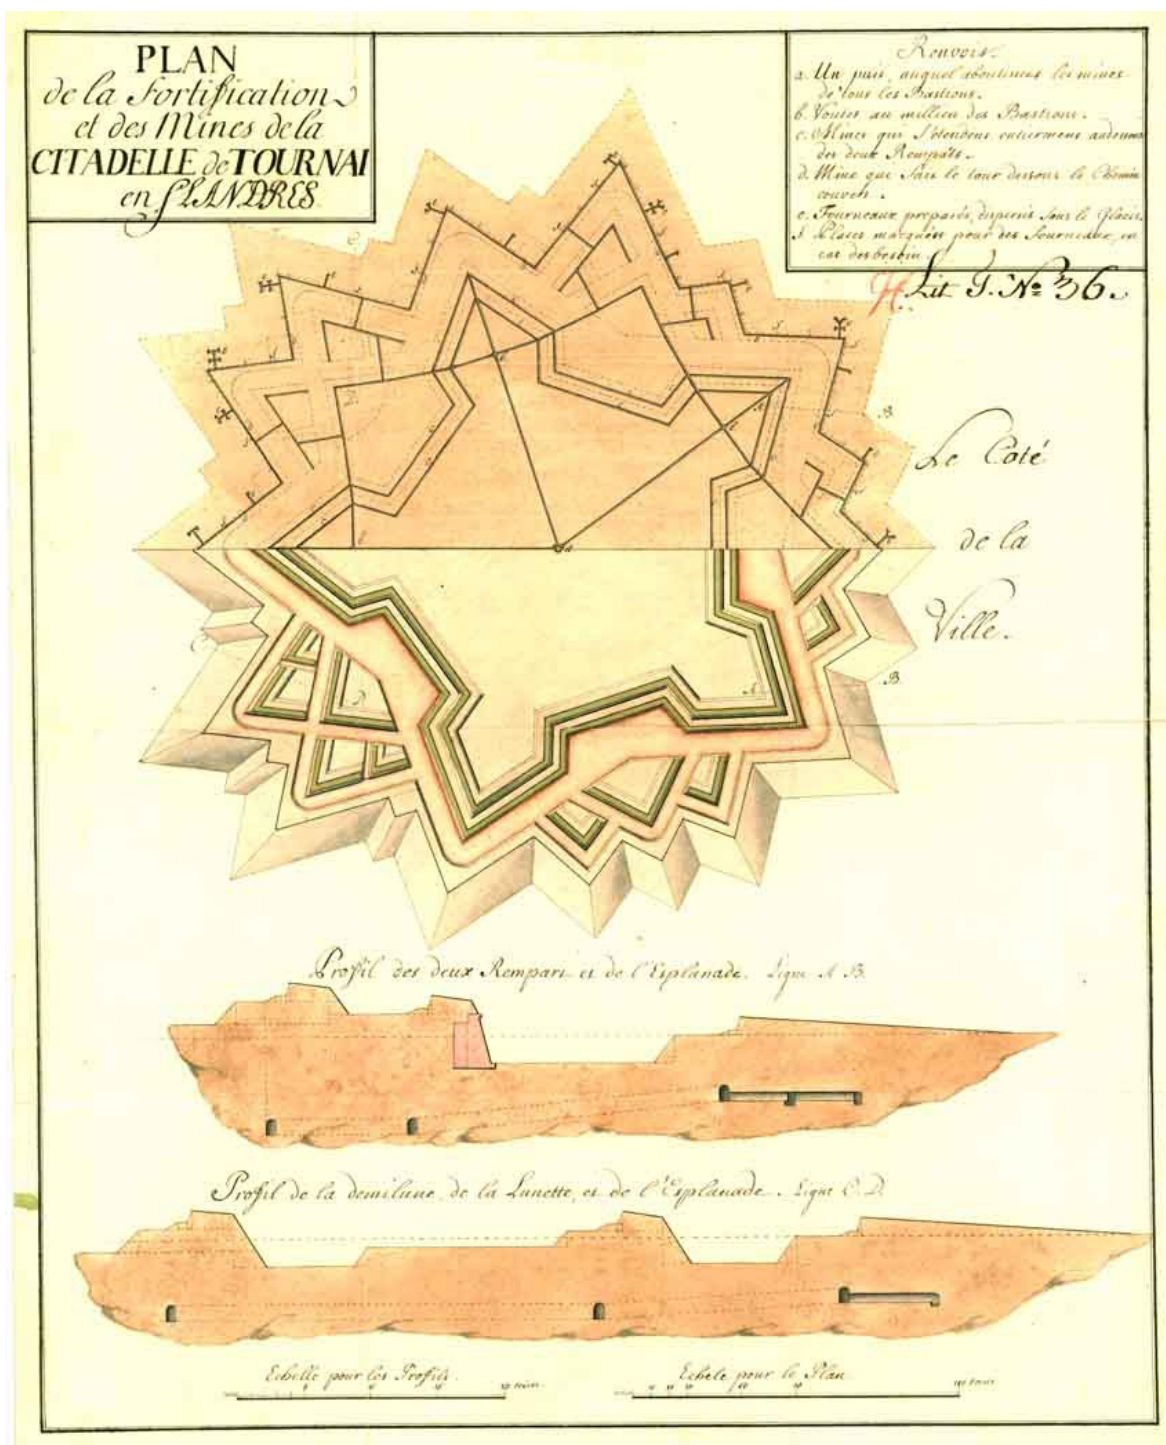 PLAN
de la Fortification
et des Mines de la
CITADELLE de TOURNAI
en FLANDRES
Renvois.
a. Un puis, auquel aboutissent les mines
de tous les Bastions.
b. Voutes au millieu des Bastions.
c. Mines qui s'étendent entierment
des deux Remparts.
d. Mine que fait le tour dessous le Chemin
couvert.
e. Fourneaux preparés, dispersés sous le Glacis.
f. Places marquées pour des fourneaux, en
cas de besoin.
H. Lit J. No 36.
Le Coté
de la
Ville.
B.
Profil des deux Rempart et de l'Esplanade. Ligne A B.
Profil de la demilune, de la Lunette, et de l'Esplanade. Ligne C. D.
Echelle pour les Profils.
Echele pour le Plan